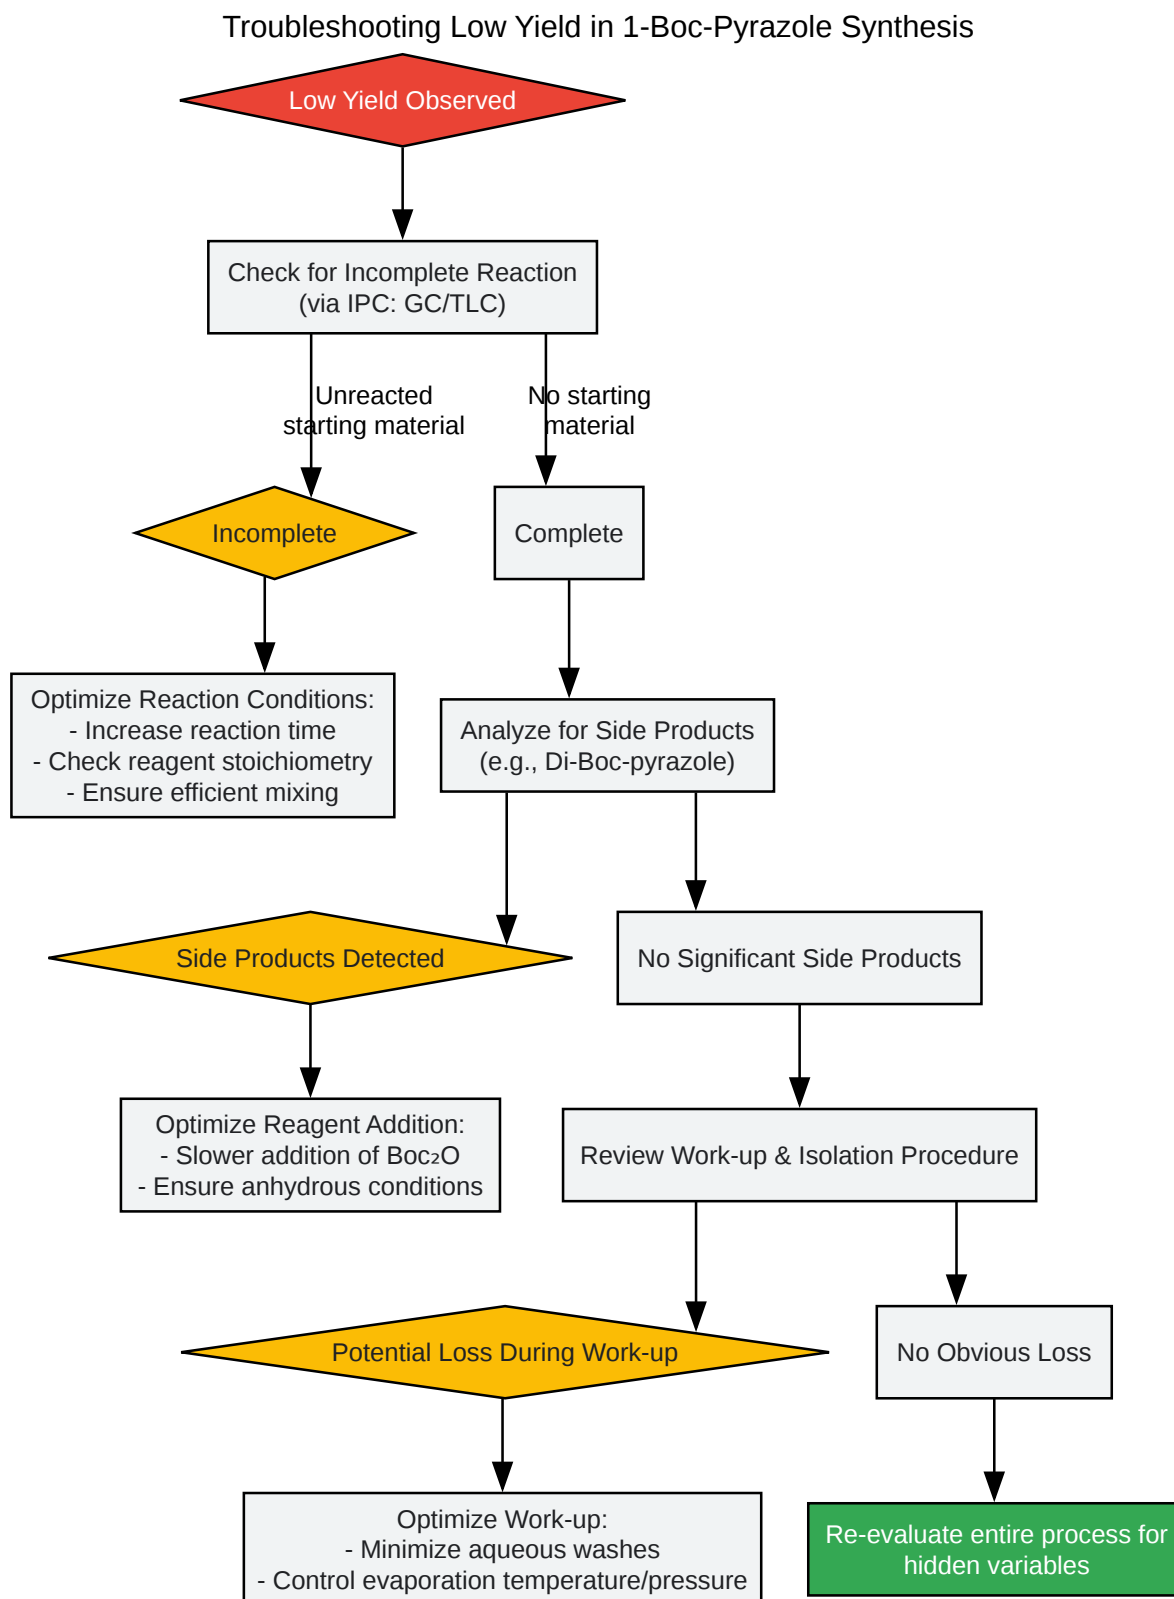 Troubleshooting Low Yield in 1-Boc-Pyrazole Synthesis
Low Yield Observed
Check for Incomplete Reaction
(via IPC: GC/TLC)
Unreacted
starting material
No starting
material
Incomplete
Complete
Optimize Reaction Conditions:
- Increase reaction time
- Check reagent stoichiometry
- Ensure efficient mixing
Analyze for Side Products
(e.g., Di-Boc-pyrazole)
Side Products Detected
No Significant Side Products
Optimize Reagent Addition:
- Slower addition of Boc₂O
- Ensure anhydrous conditions
Review Work-up & Isolation Procedure
Potential Loss During Work-up
No Obvious Loss
Optimize Work-up:
- Minimize aqueous washes
- Control evaporation temperature/pressure
Re-evaluate entire process for
hidden variables